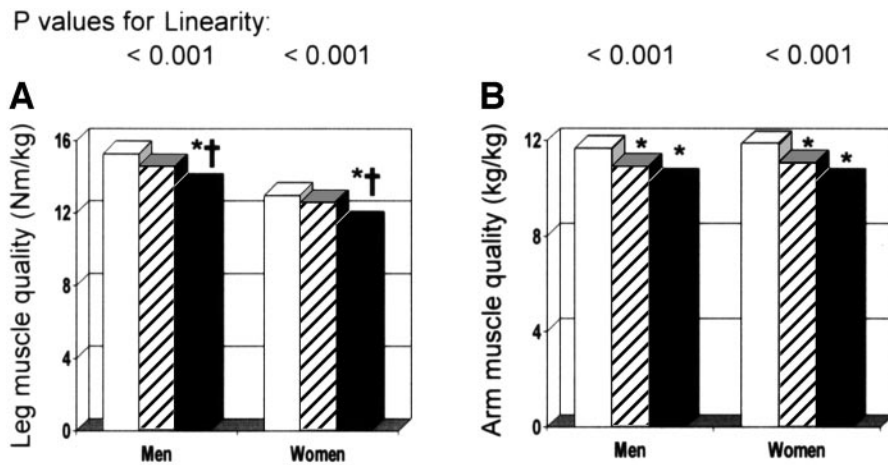 P values for Linearity:
< 0.001 < 0.001 < 0.001 < 0.001
A
Leg muscle quality (Nm/kg)
16
12
8
4
0
*†
*†
Men Women
B
Arm muscle quality (kg/kg)
12
8
4
0
* *
* *
Men Women